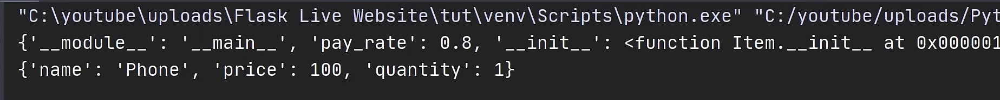 "C:\youtube\uploads\Flask Live Website\tut\venv\Scripts\python.exe" "C:/youtube/uploads/Pyt
{'__module__': '__main__', 'pay_rate': 0.8, '__init__': <function Item.__init__ at 0x000001
{'name': 'Phone', 'price': 100, 'quantity': 1}